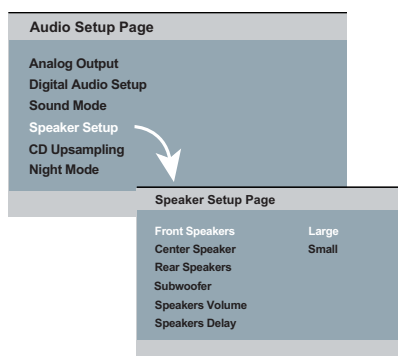 Audio Setup Page
Analog Output
Digital Audio Setup
Sound Mode
Speaker Setup
CD Upsampling
Night Mode
Speaker Setup Page
Front Speakers Large
Center Speaker Small
Rear Speakers
Subwoofer
Speakers Volume
Speakers Delay